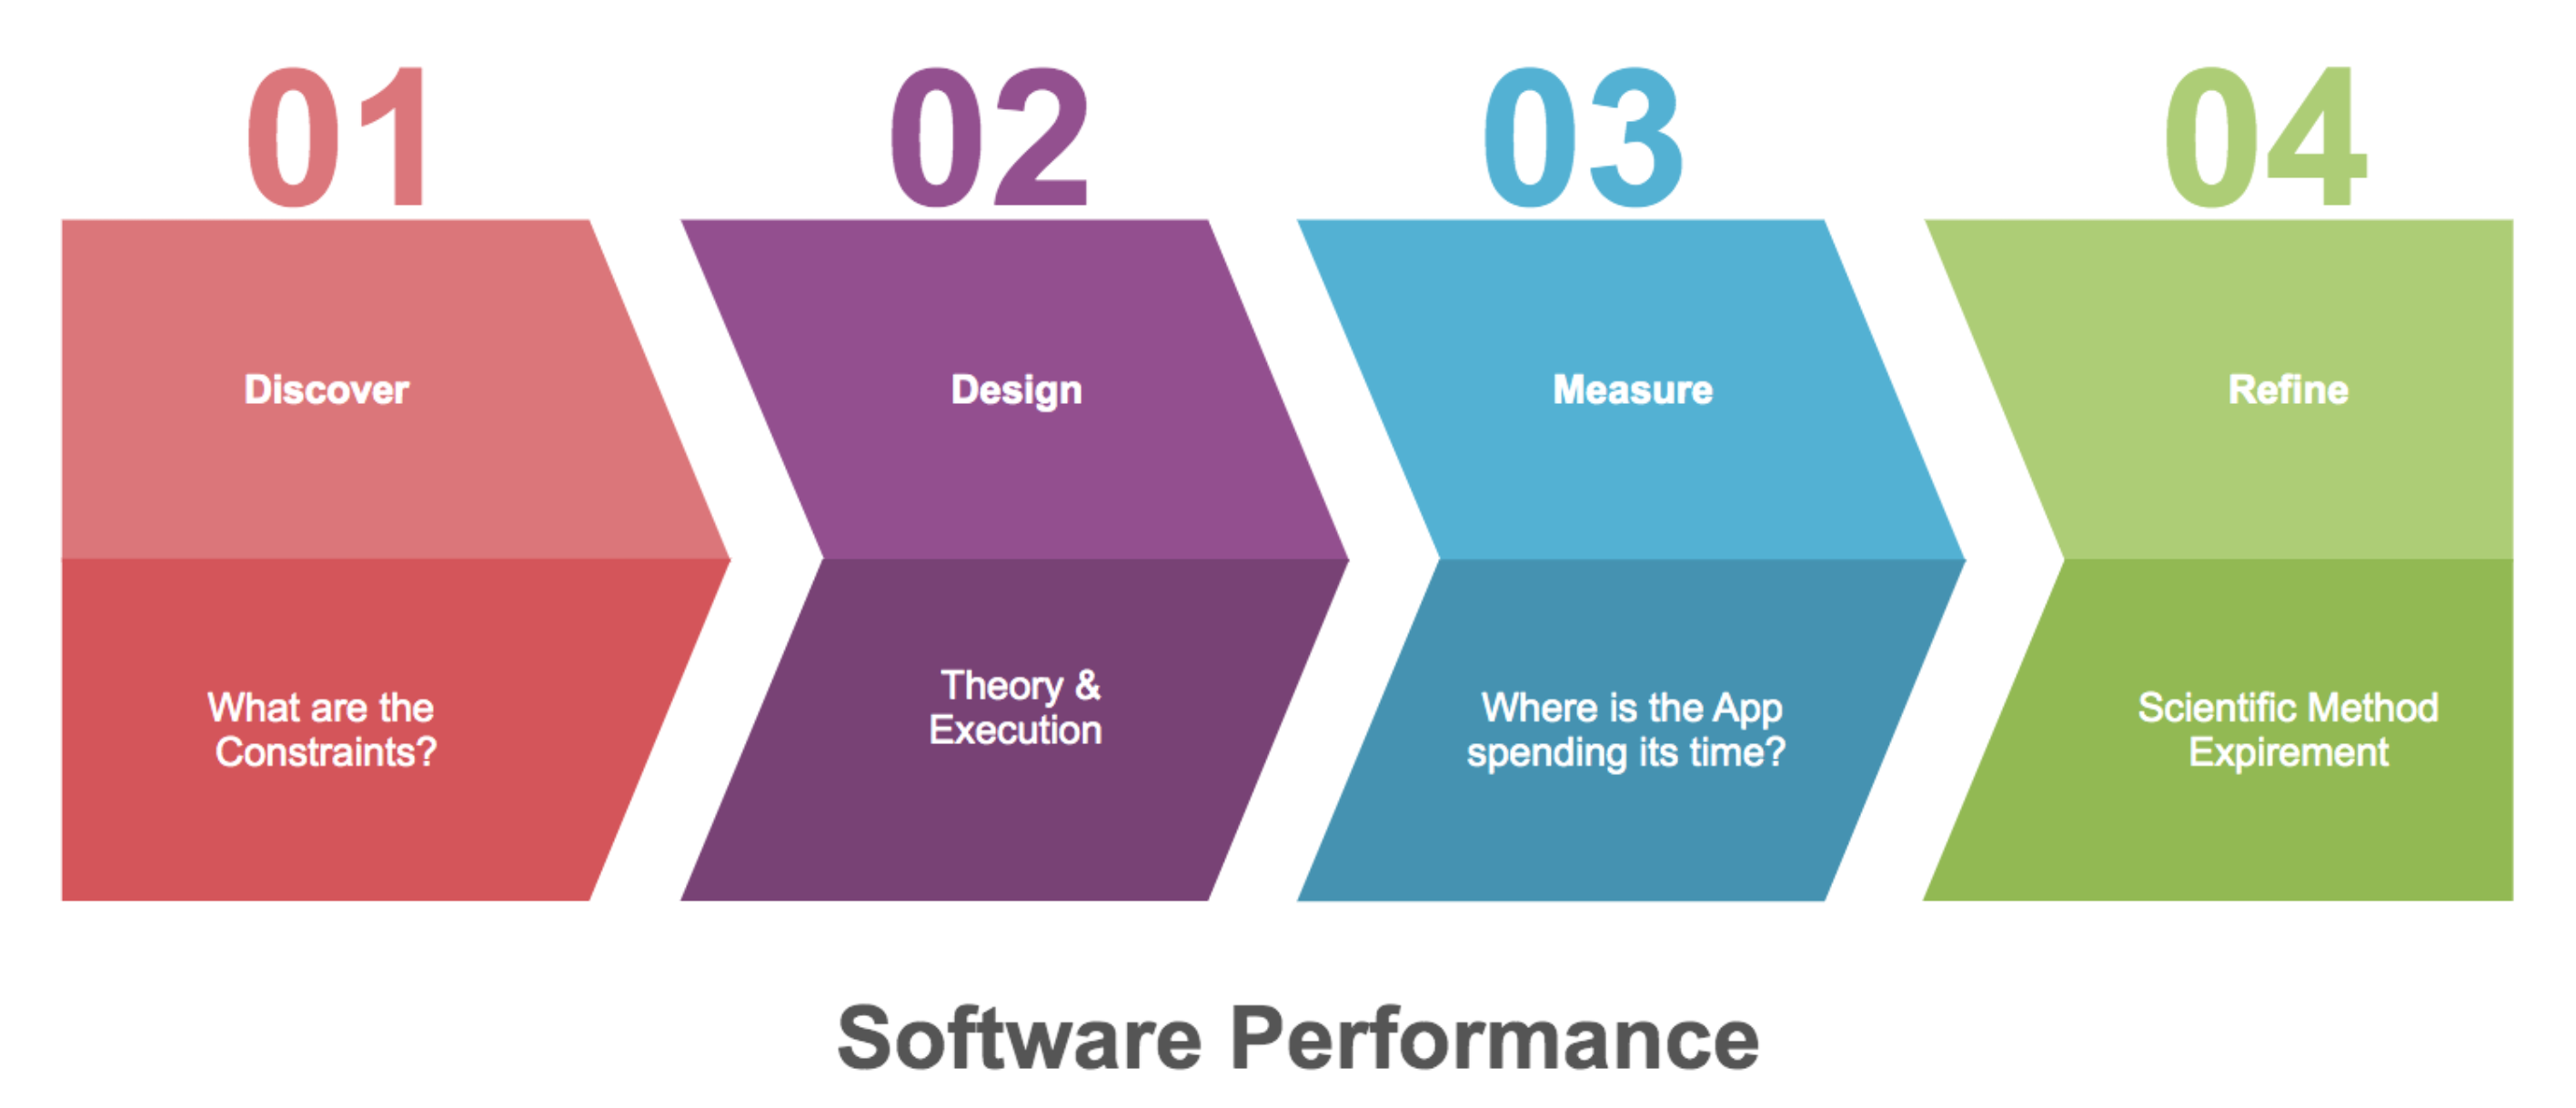 01
02
03
04
Discover
Design
Measure
Refine
What are the
Constraints?
Theory &
Execution
Where is the App
spending its time?
Scientific Method
Expirement
Software Performance